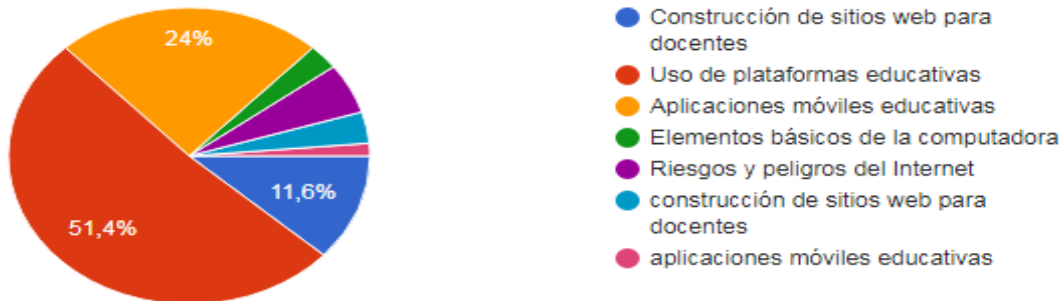 24%
11,6%
51,4%
Construcción de sitios web para
docentes
Uso de plataformas educativas
Aplicaciones móviles educativas
Elementos básicos de la computadora
Riesgos y peligros del Internet
construcción de sitios web para
docentes
aplicaciones móviles educativas